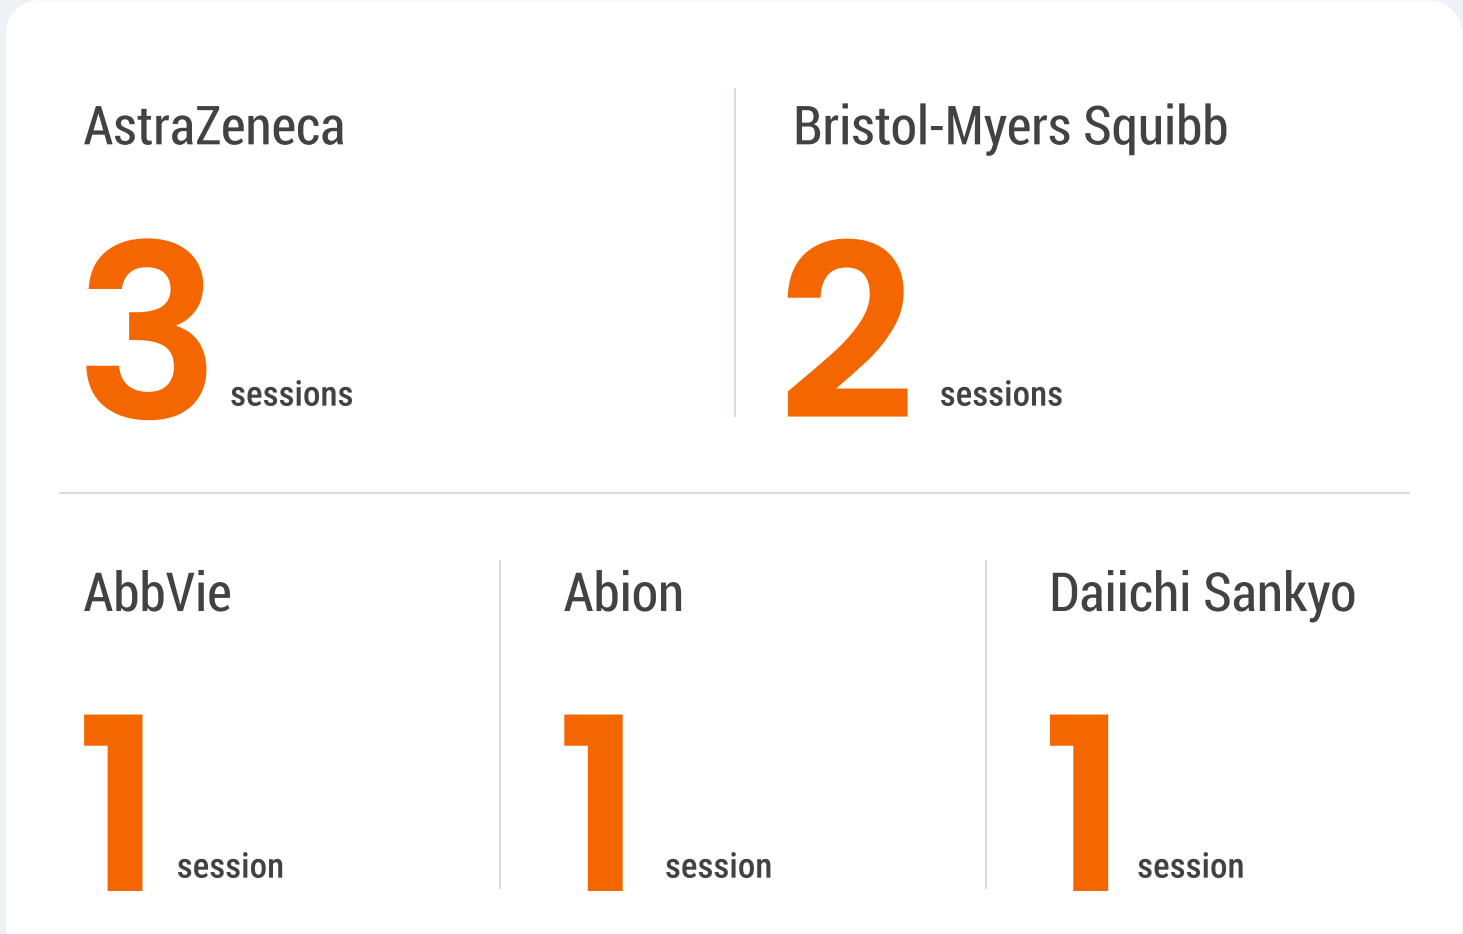 AstraZeneca
3 sessions
Bristol-Myers Squibb
2 sessions
AbbVie
1 session
Abion
1 session
Daiichi Sankyo
1 session